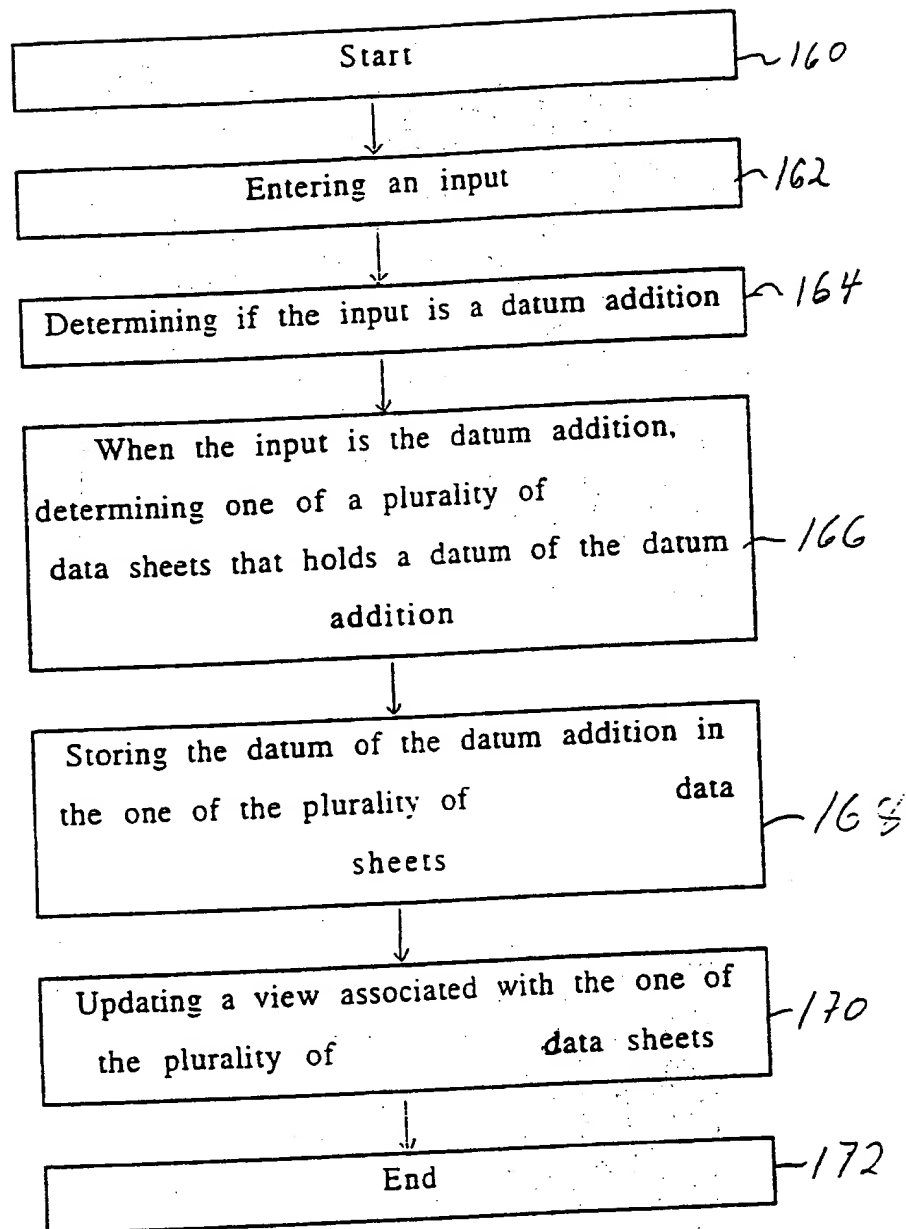 Start
160
Entering an input
162
Determining if the input is a datum addition
164
When the input is the datum addition,
determining one of a plurality of
data sheets that holds a datum of the datum
addition
166
Storing the datum of the datum addition in
the one of the plurality of data
sheets
168
Updating a view associated with the one of
the plurality of data sheets
170
End
172